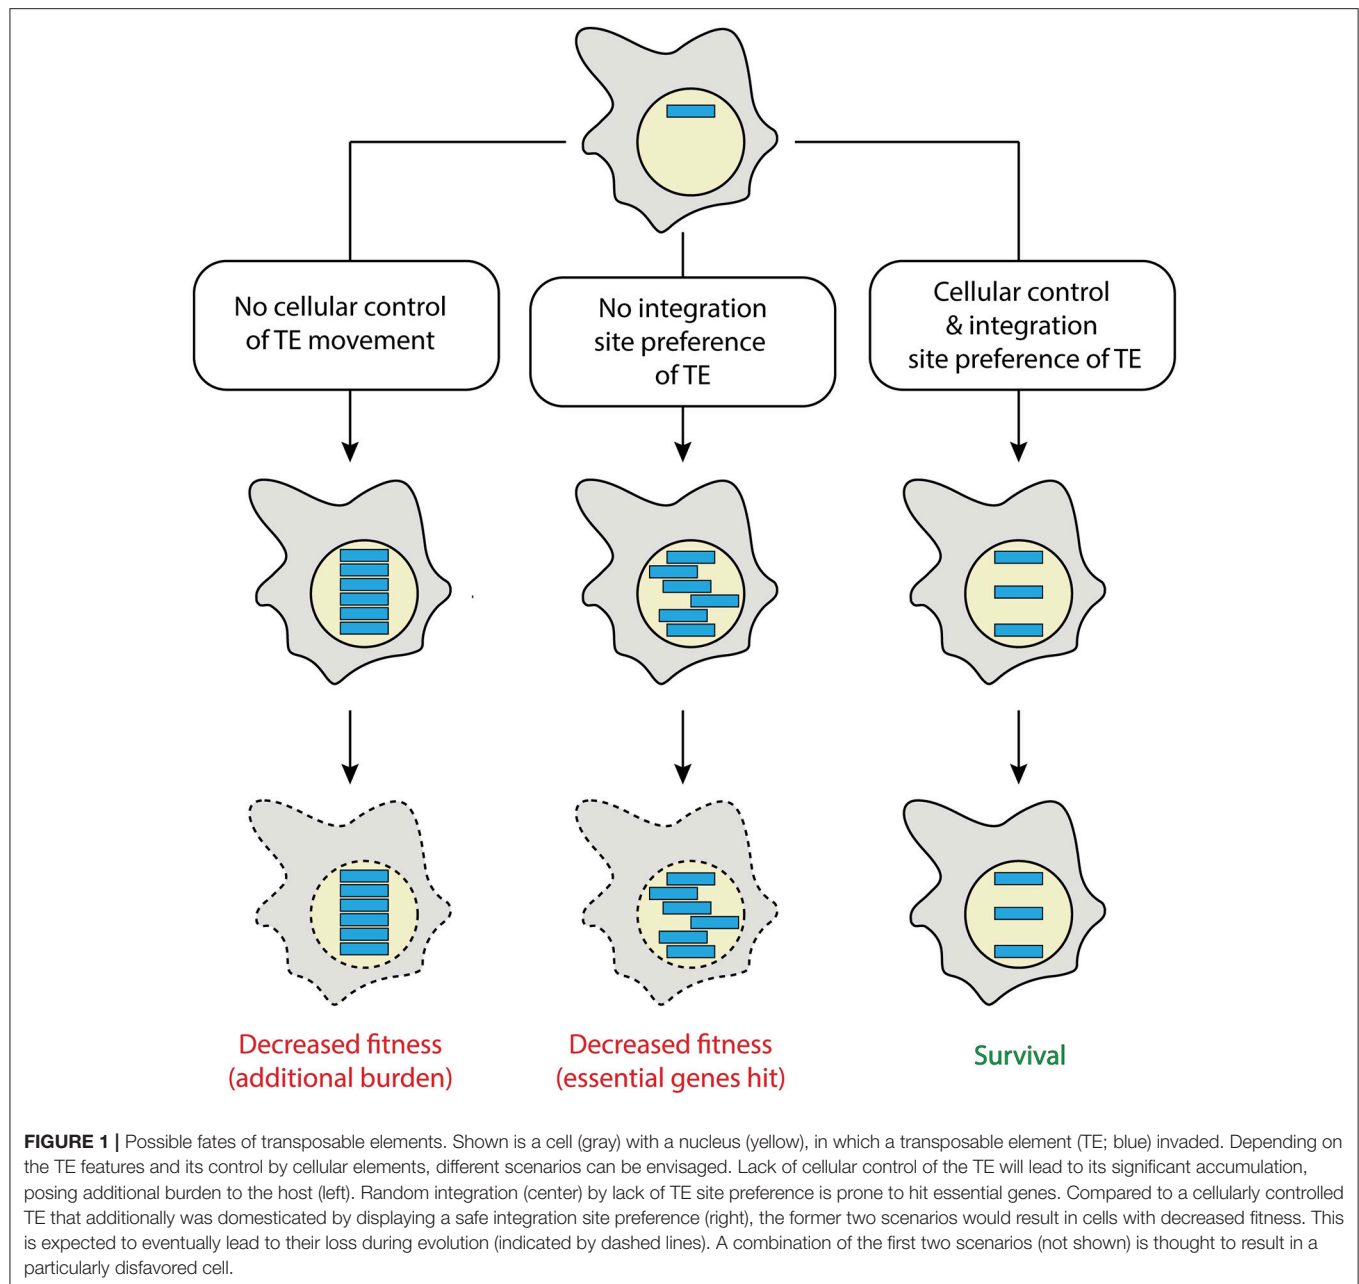 No cellular control
of TE movement
No integration
site preference
of TE
Cellular control
& integration
site preference of TE
Decreased fitness
(additional burden)
Decreased fitness
(essential genes hit)
Survival
FIGURE 1 | Possible fates of transposable elements. Shown is a cell (gray) with a nucleus (yellow), in which a transposable element (TE; blue) invaded. Depending on
the TE features and its control by cellular elements, different scenarios can be envisaged. Lack of cellular control of the TE will lead to its significant accumulation,
posing additional burden to the host (left). Random integration (center) by lack of TE site preference is prone to hit essential genes. Compared to a cellularly controlled
TE that additionally was domesticated by displaying a safe integration site preference (right), the former two scenarios would result in cells with decreased fitness. This
is expected to eventually lead to their loss during evolution (indicated by dashed lines). A combination of the first two scenarios (not shown) is thought to result in a
particularly disfavored cell.